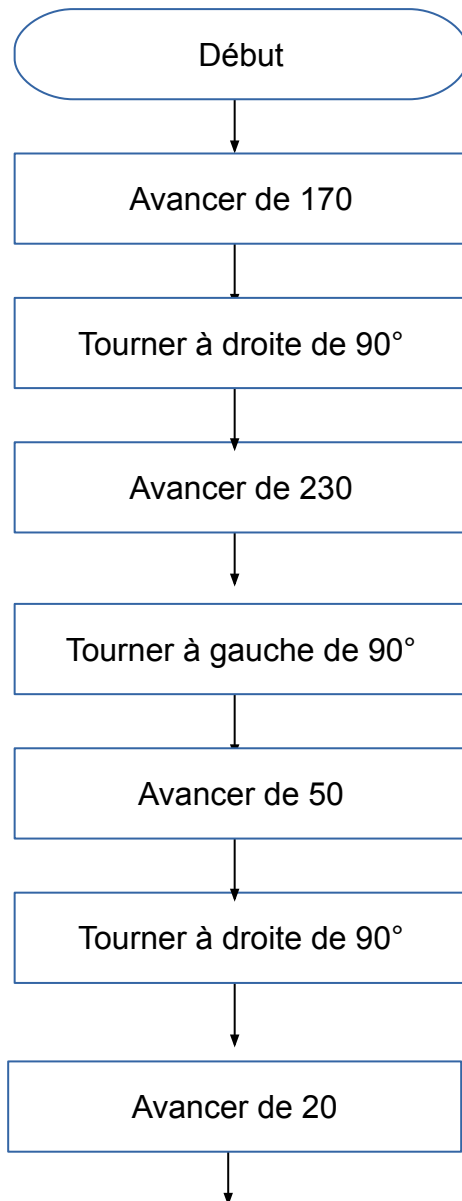 Début
Avancer de 170
Tourner à droite de 90°
Avancer de 230
Tourner à gauche de 90°
Avancer de 50
Tourner à droite de 90°
Avancer de 20